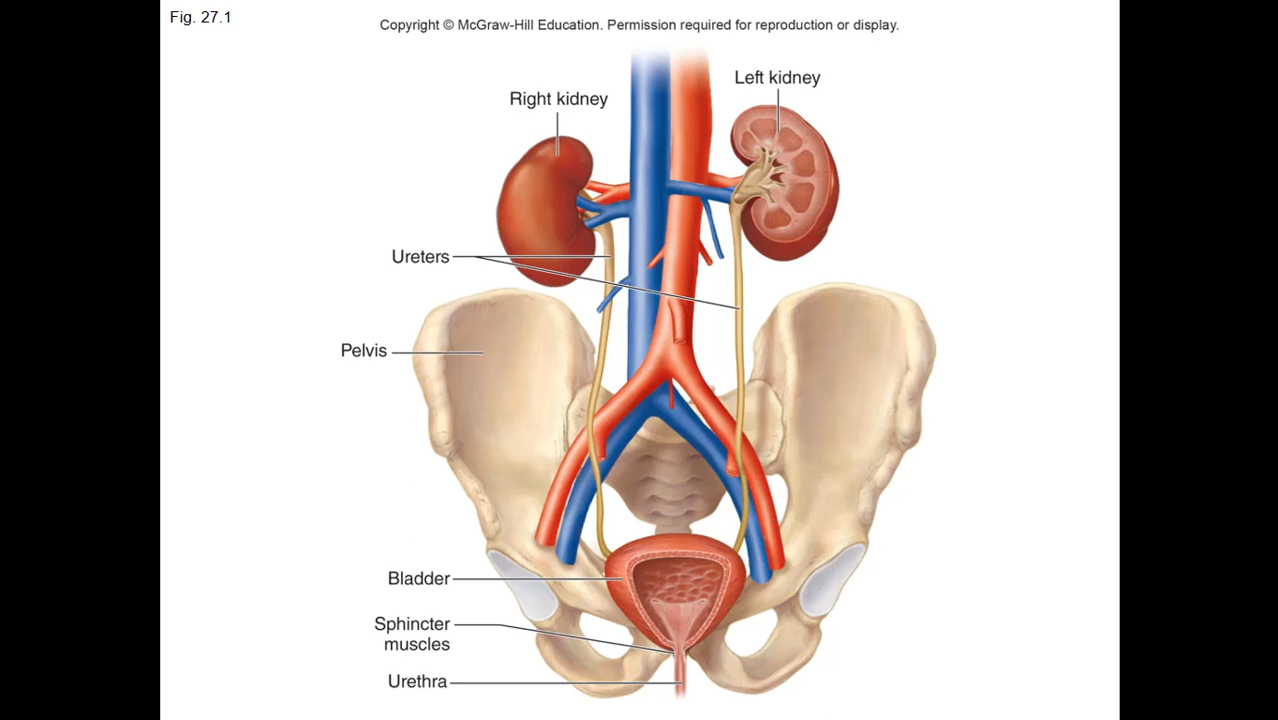 Fig. 27.1
Copyright © McGraw-Hill Education. Permission required for reproduction or display.
Left kidney
Right kidney
Ureters
Pelvis
Bladder
Sphincter
muscles
Urethra